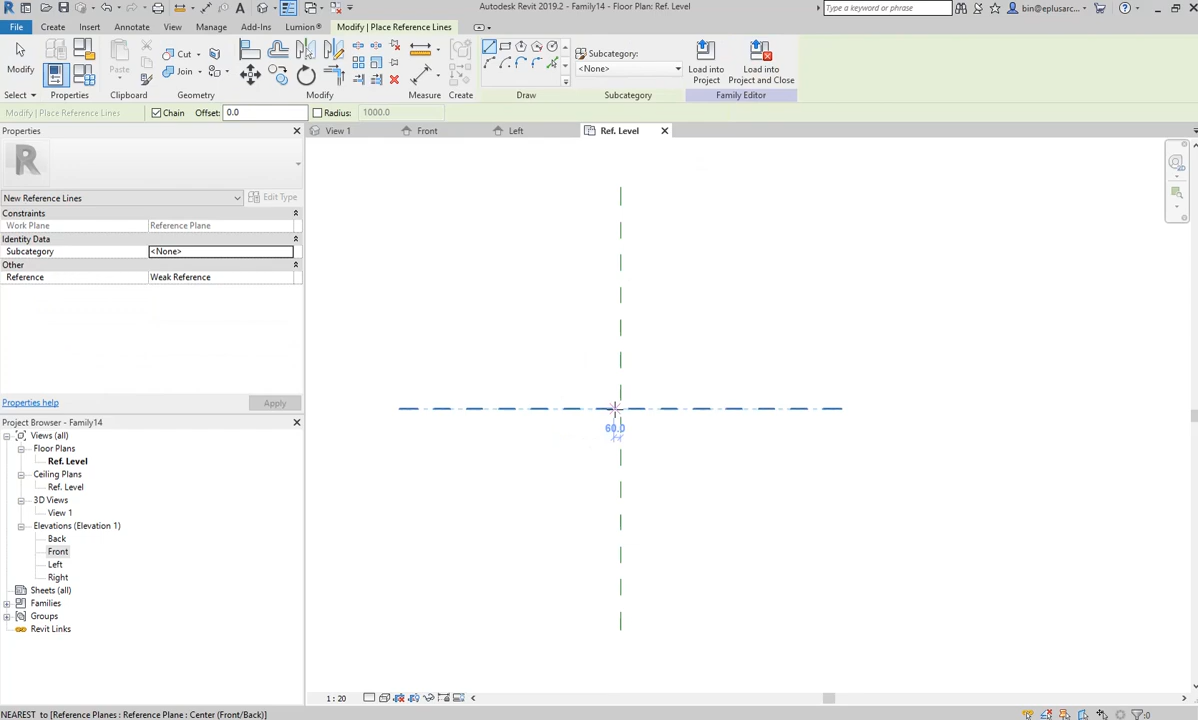 Autodesk Revit 2019.2 - Family14 - Floor Plan: Ref. Level
Type a keyword or phrase
bin@eplusarc...
File Create Insert Annotate View Manage Add-Ins Lumion® Modify | Place Reference Lines
Modify
Paste
Cut
Join
Subcategory:
<None>
Load into
Project
Load into
Project and Close
Select Properties Clipboard Geometry Modify Measure Create Draw Subcategory Family Editor
Modify | Place Reference Lines Chain Offset: 0.0 Radius: 1000.0
Properties
View 1 Front Left Ref. Level
New Reference Lines Edit Type
Constraints
Work Plane Reference Plane
Identity Data
Subcategory <None>
Other
Reference Weak Reference
60.0
Properties help Apply
Project Browser - Family14
Views (all)
Floor Plans
Ref. Level
Ceiling Plans
Ref. Level
3D Views
View 1
Elevations (Elevation 1)
Back
Front
Left
Right
Sheets (all)
Families
Groups
Revit Links
1 : 20
NEAREST to [Reference Planes : Reference Plane : Center (Front/Back)]
:0